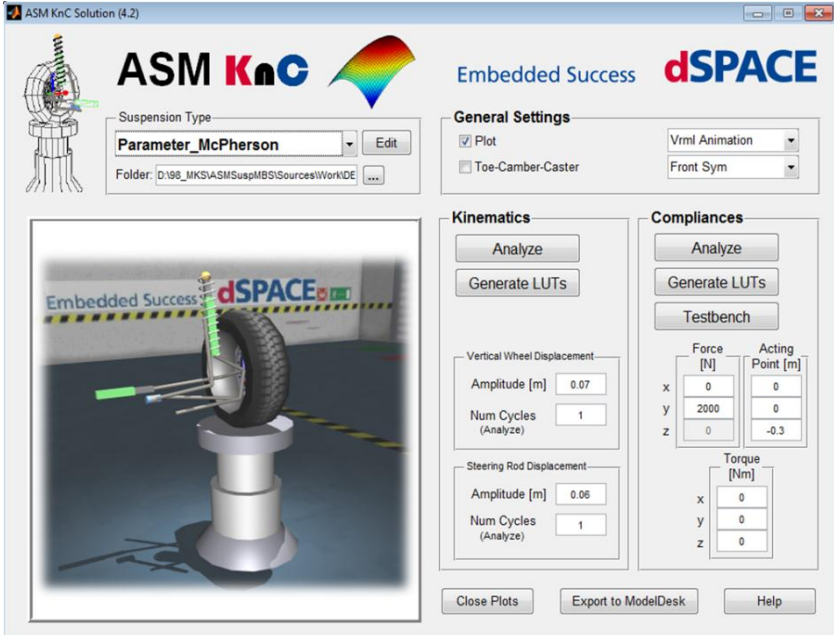 ASM KnC Solution (4.2)
ASM KnC
Embedded Success dSPACE
Suspension Type
Parameter_McPherson
Edit
Folder: D:\98_MKS\ASMSuspMBS\Sources\Work\DE
...
General Settings
Plot
Vrml Animation
Toe-Camber-Caster
Front Sym
Embedded Success dSPACE
Kinematics
Analyze
Generate LUTs
Vertical Wheel Displacement
Amplitude [m] 0.07
Num Cycles 1
(Analyze)
Steering Rod Displacement
Amplitude [m] 0.06
Num Cycles 1
(Analyze)
Compliances
Analyze
Generate LUTs
Testbench
Force Acting
[N] Point [m]
x 0 0
y 2000 0
z 0 -0.3
Torque
[Nm]
x 0
y 0
z 0
Close Plots
Export to ModelDesk
Help